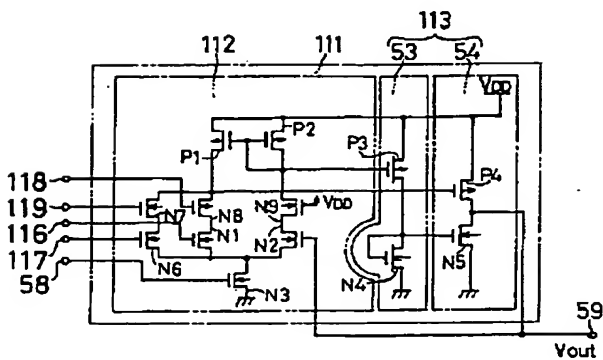 113
112 111 53 54
VDD
P2
P1 P3
118 P4
119 N9 VDD
N7 N8
116 N1 N2
117 N5
N6 N4
58 N3
59
Vout